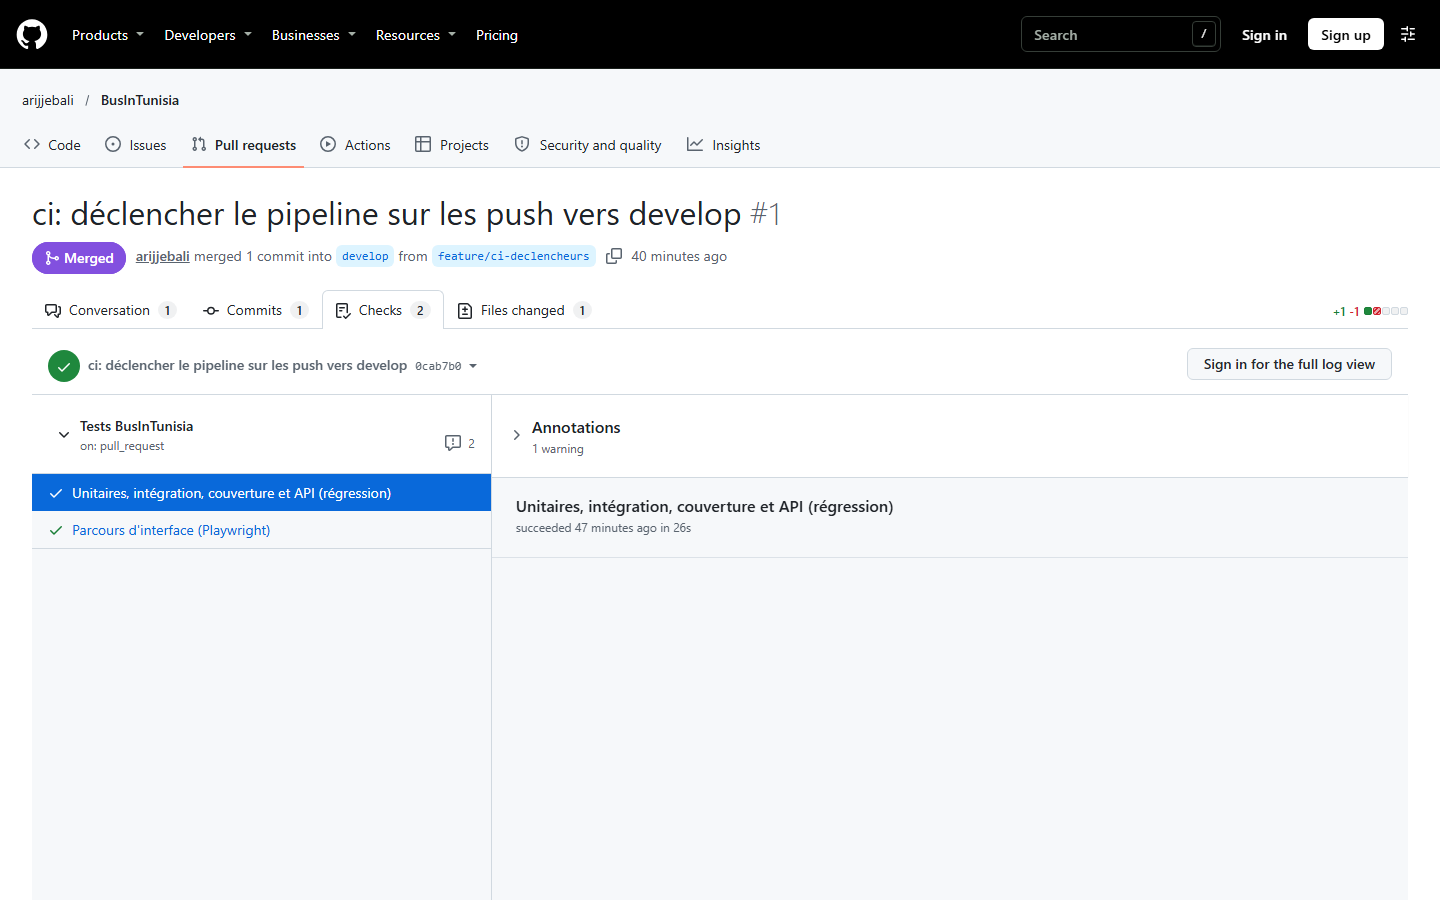 Products Developers Businesses Resources Pricing Search / Sign in Sign up
arijjebali / BusInTunisia
Code Issues Pull requests Actions Projects Security and quality Insights
ci: déclencher le pipeline sur les push vers develop #1
Merged arijjebali merged 1 commit into develop from feature/ci-declencheurs 40 minutes ago
Conversation 1 Commits 1 Checks 2 Files changed 1 +1 -1
ci: déclencher le pipeline sur les push vers develop 0cab7b0 Sign in for the full log view
Tests BusInTunisia
on: pull_request
2
Annotations
1 warning
Unitaires, intégration, couverture et API (régression)
Parcours d'interface (Playwright)
Unitaires, intégration, couverture et API (régression)
succeeded 47 minutes ago in 26s